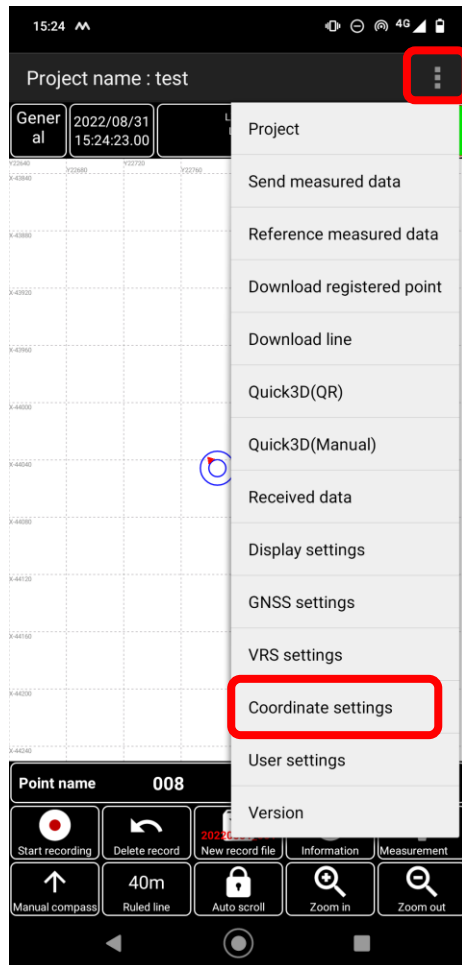 15:24
4G
Project name : test
Gener
al
2022/08/31
15:24:23.00
L
Project
Send measured data
Reference measured data
Download registered point
Download line
Quick3D(QR)
Quick3D(Manual)
Received data
Display settings
GNSS settings
VRS settings
Coordinate settings
User settings
Version
Y22640
Y22680
Y22720
Y22760
X-43840
X-43880
X-43920
X-43960
X-44000
X-44040
X-44080
X-44120
X-44160
X-44200
X-44240
Point name
008
Start recording
Delete record
New record file
Information
Measurement
40m
Manual compass
Ruled line
Auto scroll
Zoom in
Zoom out